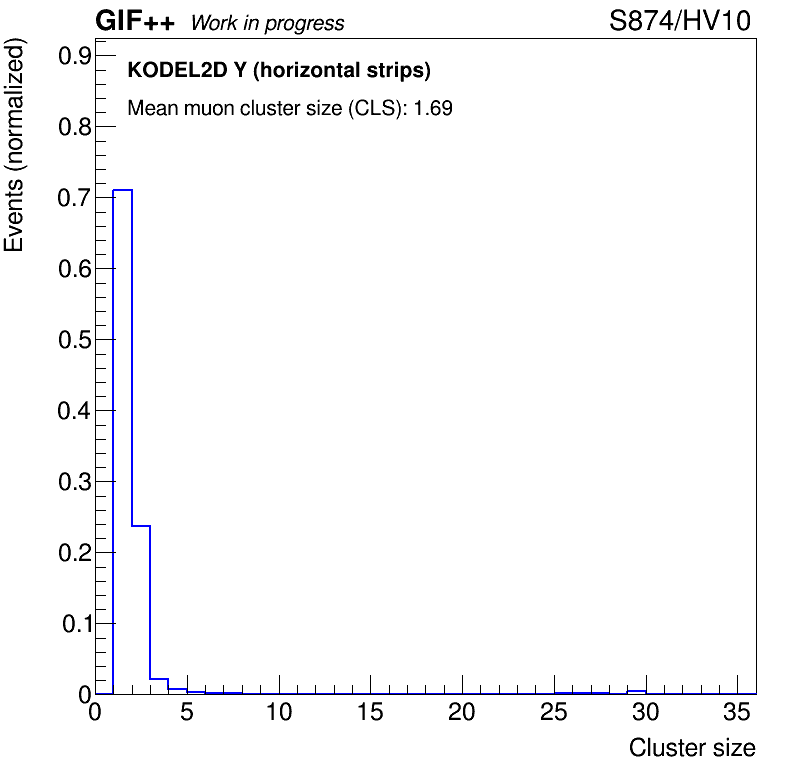 GIF++ Work in progress S874/HV10
KODEL2D Y (horizontal strips)
Mean muon cluster size (CLS): 1.69
Events (normalized)
0.9
0.8
0.7
0.6
0.5
0.4
0.3
0.2
0.1
0
0 5 10 15 20 25 30 35
Cluster size